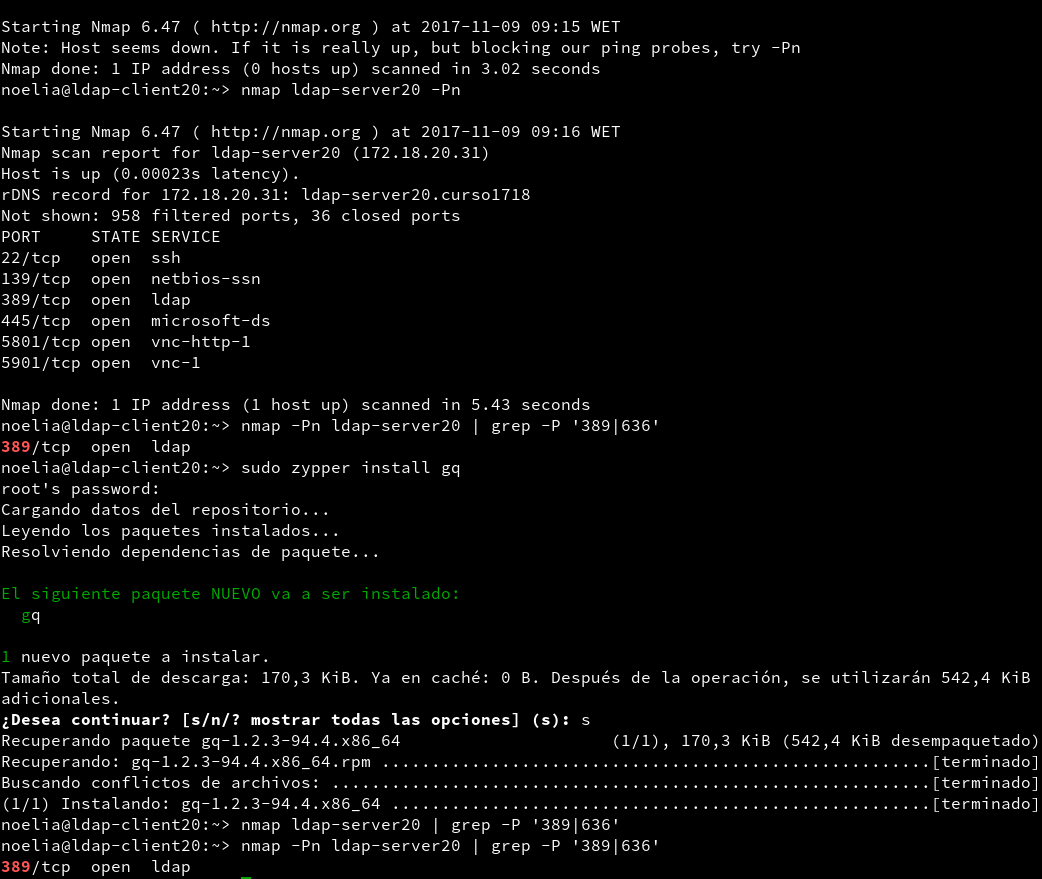 Starting Nmap 6.47 ( http://nmap.org ) at 2017-11-09 09:15 WET
Note: Host seems down. If it is really up, but blocking our ping probes, try -Pn
Nmap done: 1 IP address (0 hosts up) scanned in 3.02 seconds
noelia@ldap-client20:~> nmap ldap-server20 -Pn

Starting Nmap 6.47 ( http://nmap.org ) at 2017-11-09 09:16 WET
Nmap scan report for ldap-server20 (172.18.20.31)
Host is up (0.00023s latency).
rDNS record for 172.18.20.31: ldap-server20.curso1718
Not shown: 958 filtered ports, 36 closed ports
PORT     STATE SERVICE
22/tcp   open  ssh
139/tcp  open  netbios-ssn
389/tcp  open  ldap
445/tcp  open  microsoft-ds
5801/tcp open  vnc-http-1
5901/tcp open  vnc-1

Nmap done: 1 IP address (1 host up) scanned in 5.43 seconds
noelia@ldap-client20:~> nmap -Pn ldap-server20 | grep -P '389|636'
389/tcp  open  ldap
noelia@ldap-client20:~> sudo zypper install gq
root's password:
Cargando datos del repositorio...
Leyendo los paquetes instalados...
Resolviendo dependencias de paquete...

El siguiente paquete NUEVO va a ser instalado:
  gq

1 nuevo paquete a instalar.
Tamaño total de descarga: 170,3 KiB. Ya en caché: 0 B. Después de la operación, se utilizarán 542,4 KiB
adicionales.
¿Desea continuar? [s/n/? mostrar todas las opciones] (s): s
Recuperando paquete gq-1.2.3-94.4.x86_64                     (1/1), 170,3 KiB (542,4 KiB desempaquetado)
Recuperando: gq-1.2.3-94.4.x86_64.rpm .......................................................[terminado]
Buscando conflictos de archivos: ............................................................[terminado]
(1/1) Instalando: gq-1.2.3-94.4.x86_64 ......................................................[terminado]
noelia@ldap-client20:~> nmap ldap-server20 | grep -P '389|636'
noelia@ldap-client20:~> nmap -Pn ldap-server20 | grep -P '389|636'
389/tcp  open  ldap